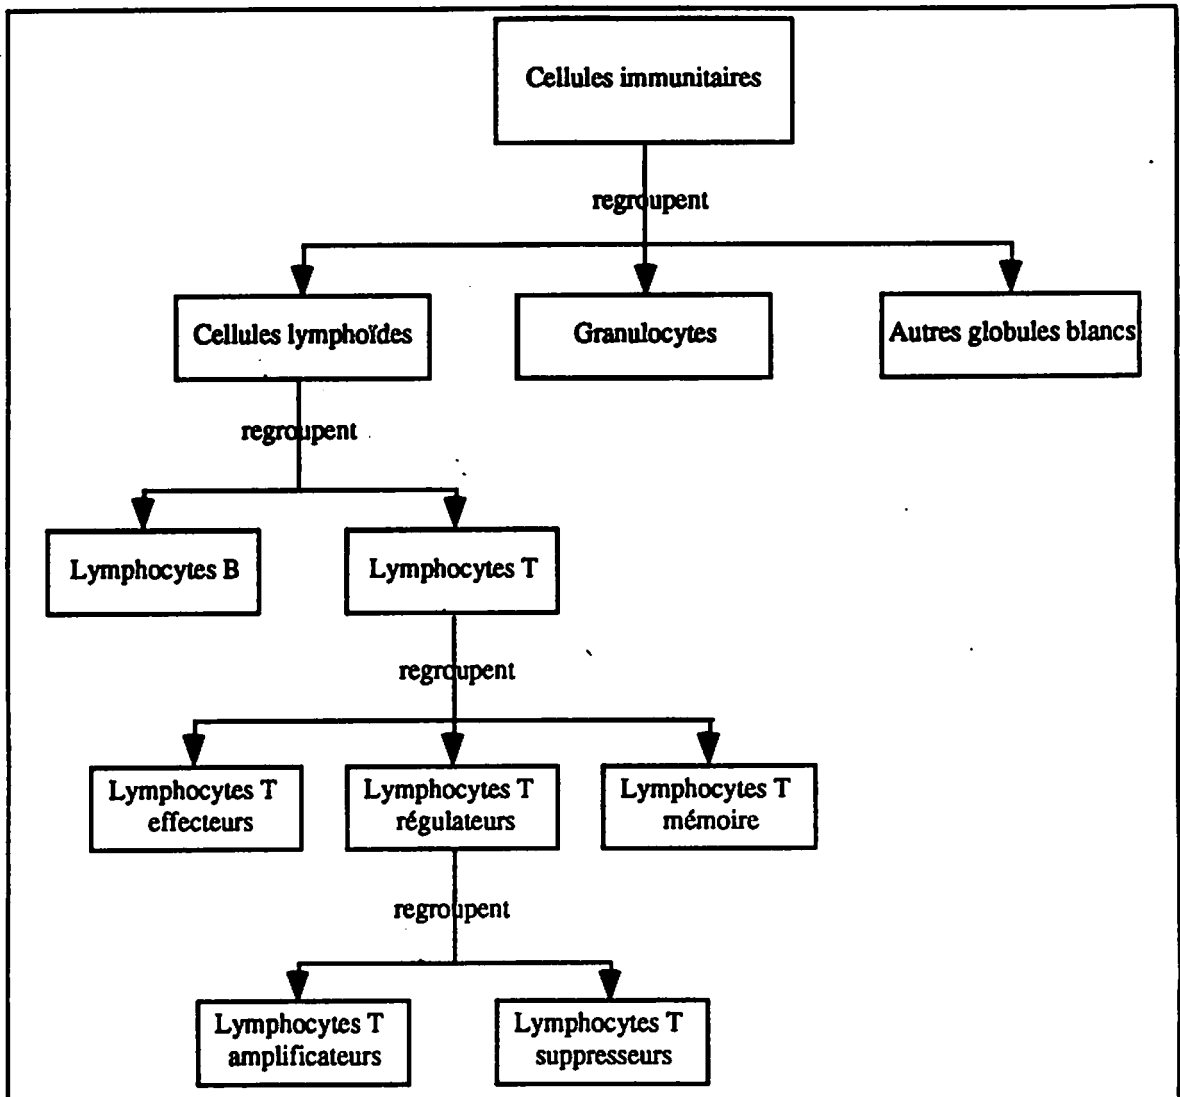 Cellules immunitaires
regroupent
Cellules lymphoïdes
Granulocytes
Autres globules blancs
regroupent
Lymphocytes B
Lymphocytes T
regroupent
Lymphocytes T
effecteurs
Lymphocytes T
régulateurs
Lymphocytes T
mémoire
regroupent
Lymphocytes T
amplificateurs
Lymphocytes T
suppresseurs